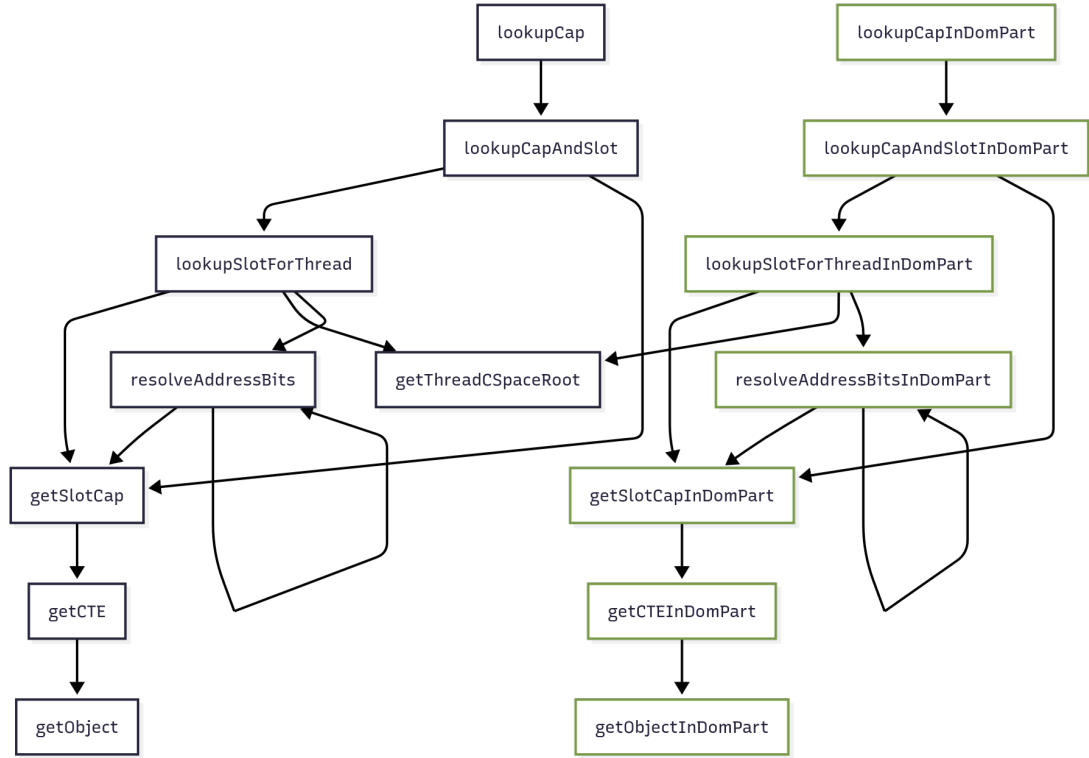 lookupCap
lookupCapInDomPart
lookupCapAndSlot
lookupCapAndSlotInDomPart
lookupSlotForThread
lookupSlotForThreadInDomPart
resolveAddressBits
getThreadCSpaceRoot
resolveAddressBitsInDomPart
getSlotCap
getSlotCapInDomPart
getCTE
getCTEInDomPart
getObject
getObjectInDomPart